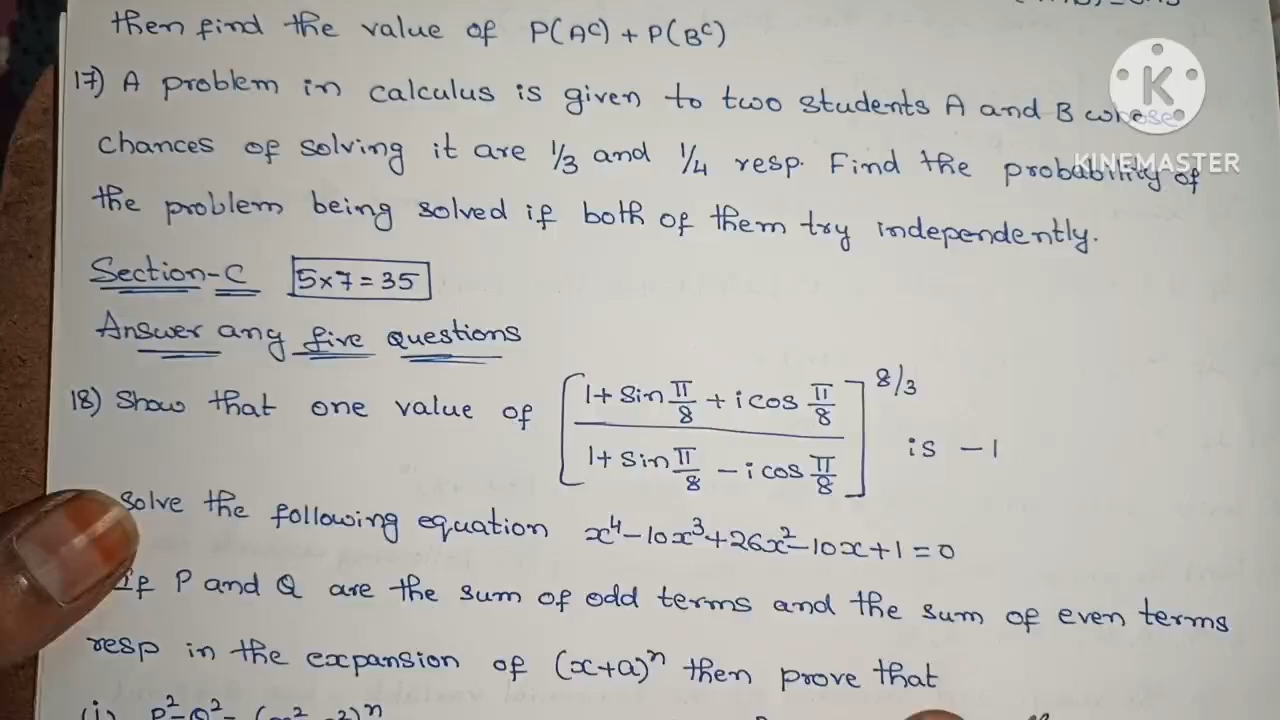 then find the value of P(Aᶜ) + P(Bᶜ)
17) A problem in calculus is given to two students A and B whose
chances of solving it are 1/3 and 1/4 resp. Find the probability of
the problem being solved if both of them try independently.
Section-C 5x7=35
Answer any five questions
18) Show that one value of [(1+ Sin π/8 + i cos π/8) / (1+ Sin π/8 - i cos π/8)]^8/3 is -1
Solve the following equation x⁴-10x³+26x²-10x+1=0
If P and Q are the sum of odd terms and the sum of even terms
resp in the expansion of (x+a)ⁿ then prove that
(i) P²-Q²=
K
KINEMASTER